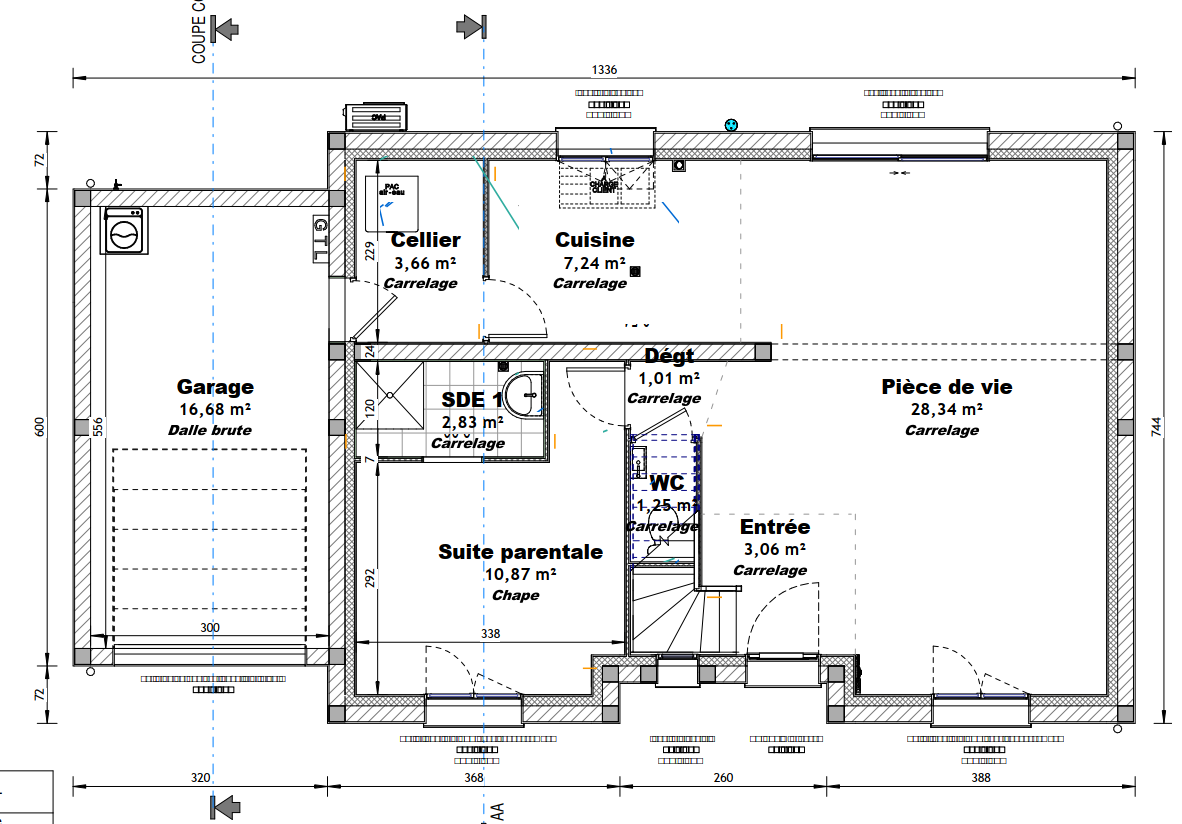 COUPE CC
1336
72
PAC
air-eau
GTL
Cellier
3,66 m²
Carrelage
229
CHARGE
CLIENT
Cuisine
7,24 m²
Carrelage
24
Dégt
1,01 m²
Carrelage
Garage
16,68 m²
Dalle brute
600
556
SDE 1
2,83 m²
Carrelage
120
7
Pièce de vie
28,34 m²
Carrelage
744
WC
1,25 m²
Carrelage
Entrée
3,06 m²
Carrelage
Suite parentale
10,87 m²
Chape
292
300
338
72
320
368
260
388
AA